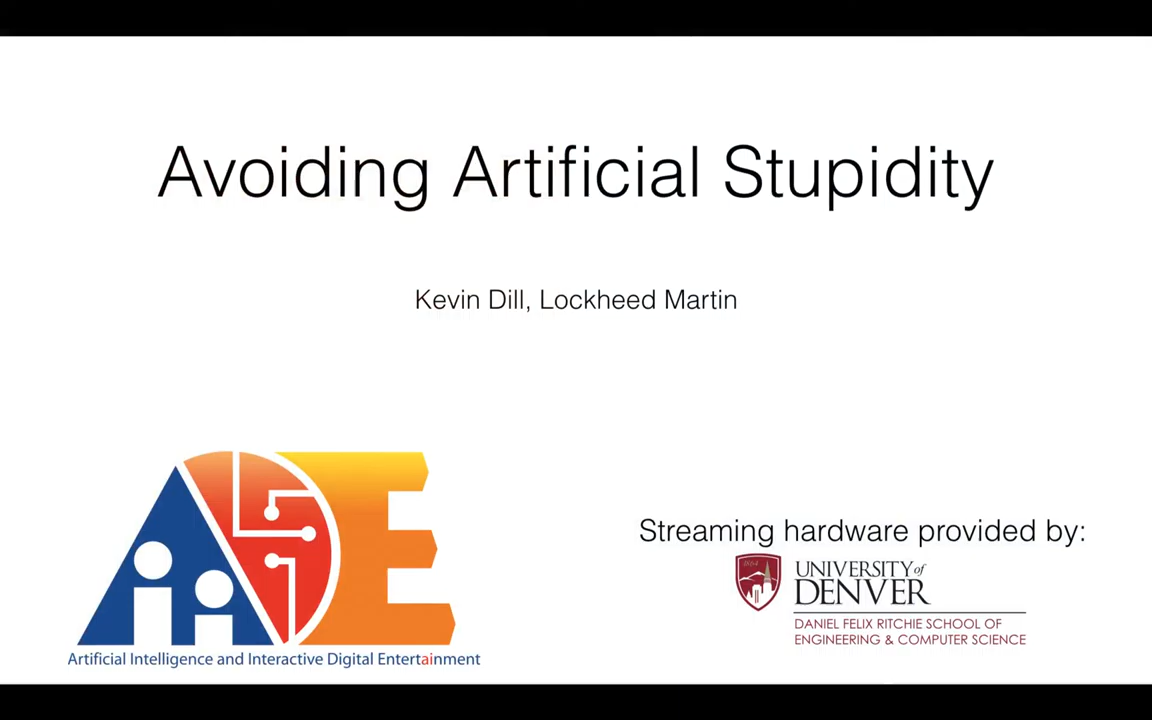 Avoiding Artificial Stupidity
Kevin Dill, Lockheed Martin
Artificial Intelligence and Interactive Digital Entertainment
Streaming hardware provided by:
UNIVERSITY of
DENVER
DANIEL FELIX RITCHIE SCHOOL OF
ENGINEERING & COMPUTER SCIENCE